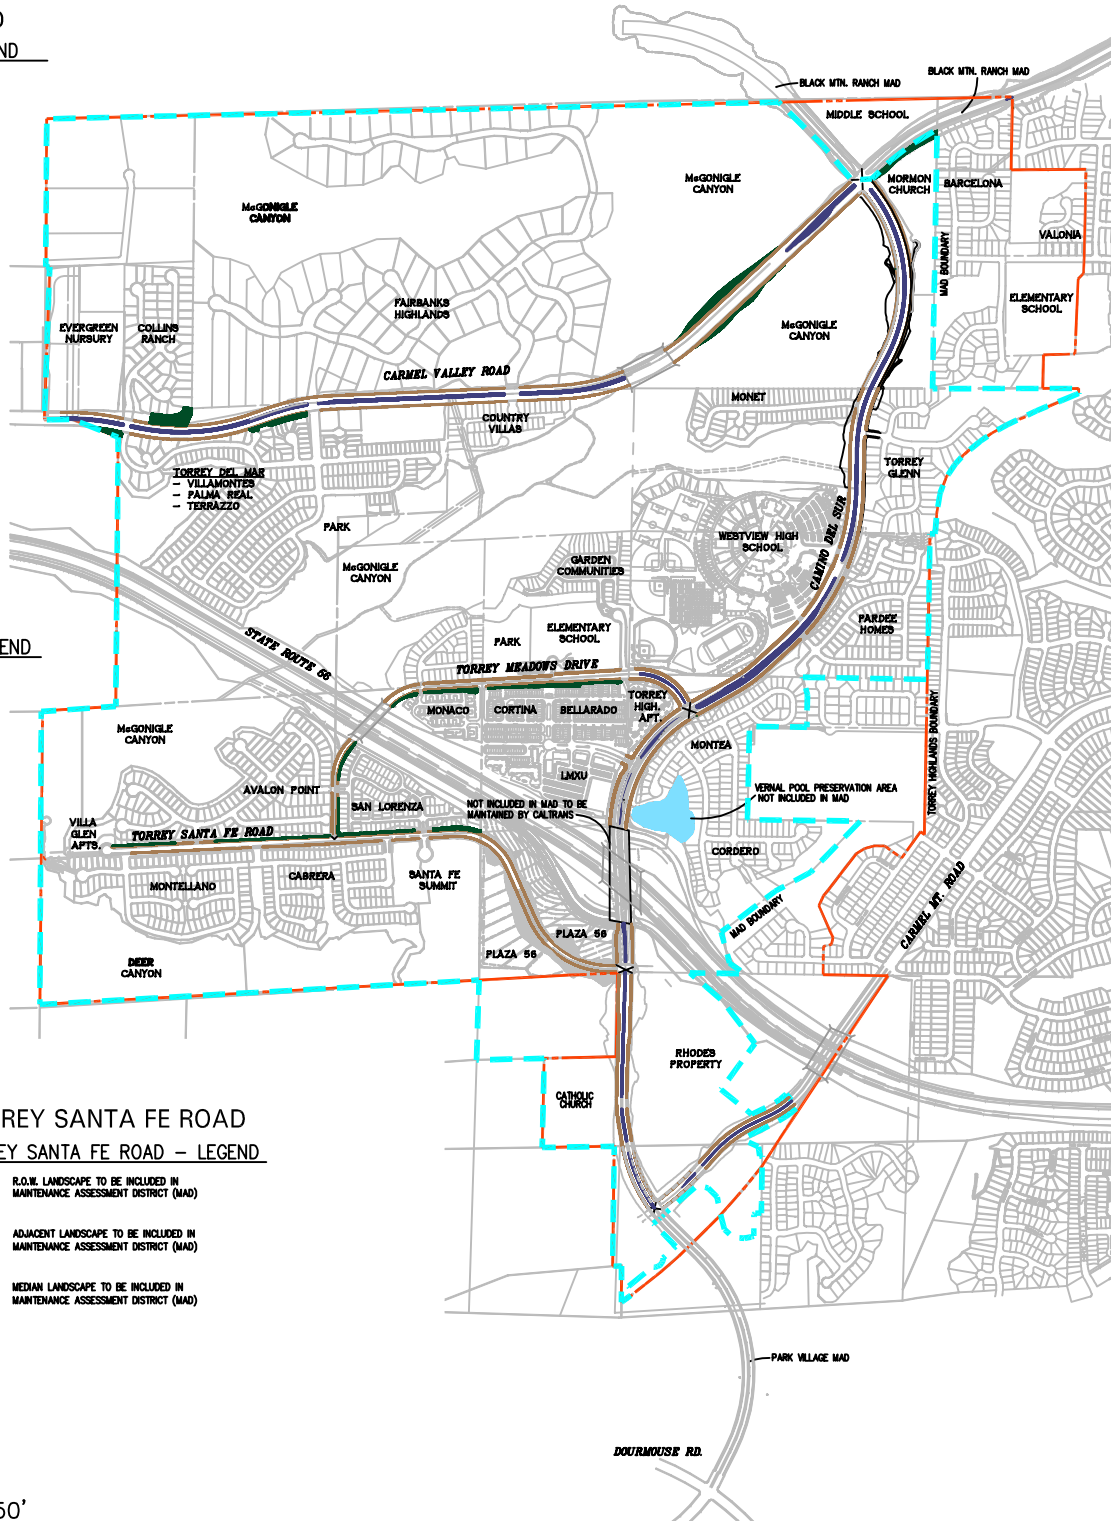 ND
BLACK MTN. RANCH MAD
BLACK MTN. RANCH MAD
MIDDLE SCHOOL
McGONIGLE
CANYON
MORMON
CHURCH
BARCELONA
McGONIGLE
CANYON
VALONIA
MAD BOUNDARY
ELEMENTARY
SCHOOL
FAIRBANKS
HIGHLANDS
EVERGREEN
NURSURY
COLLINS
RANCH
McGONIGLE
CANYON
CARMEL VALLEY ROAD
MONET
COUNTRY
VILLAS
TORREY
GLENN
TORREY DEL MAR
- VILLAMONTES
- PALMA REAL
- TERRAZZO
PARK
WESTVIEW HIGH
SCHOOL
CAMINO DEL SUR
McGONIGLE
CANYON
GARDEN
COMMUNITIES
PARDEE
HOMES
END
STATE ROUTE 56
PARK
ELEMENTARY
SCHOOL
TORREY MEADOWS DRIVE
MONACO
CORTINA
BELLARADO
TORREY
HIGH.
APT.
TORREY HIGHLANDS BOUNDARY
McGONIGLE
CANYON
MONTEA
LMXU
AVALON POINT
SAN LORENZA
NOT INCLUDED IN MAD TO BE
MAINTAINED BY CALTRANS
VERNAL POOL PRESERVATION AREA
NOT INCLUDED IN MAD
VILLA
GLEN
APTS.
TORREY SANTA FE ROAD
CORDERO
MONTELLANO
CABRERA
SANTA FE
SUMMIT
CARMEL MT. ROAD
MAD BOUNDARY
PLAZA 56
PLAZA 56
DEER
CANYON
RHODES
PROPERTY
CATHOLIC
CHURCH
REY SANTA FE ROAD
EY SANTA FE ROAD - LEGEND
R.O.W. LANDSCAPE TO BE INCLUDED IN
MAINTENANCE ASSESSMENT DISTRICT (MAD)
ADJACENT LANDSCAPE TO BE INCLUDED IN
MAINTENANCE ASSESSMENT DISTRICT (MAD)
MEDIAN LANDSCAPE TO BE INCLUDED IN
MAINTENANCE ASSESSMENT DISTRICT (MAD)
PARK VILLAGE MAD
DOURMOUSE RD.
50'